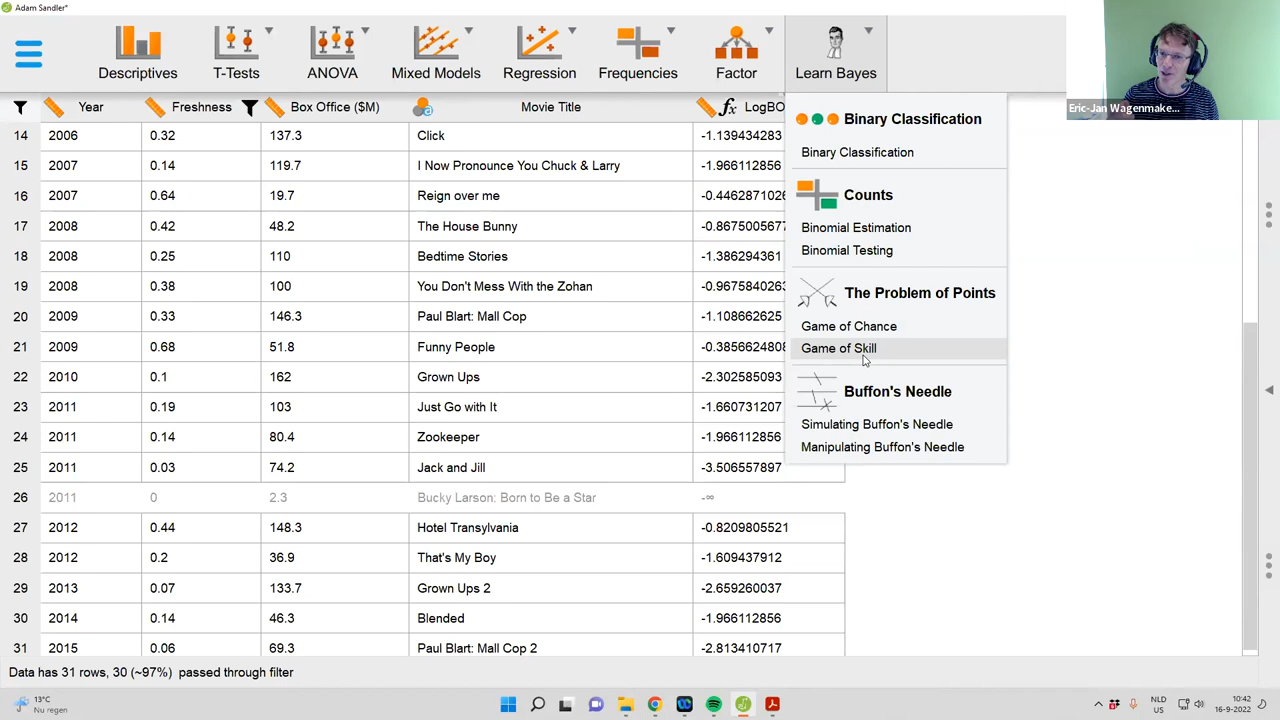 Adam Sandler*
Descriptives
T-Tests
ANOVA
Mixed Models
Regression
Frequencies
Factor
Learn Bayes
Eric-Jan Wagenmake...
Year Freshness Box Office ($M) Movie Title LogBO
14 2006 0.32 137.3 Click -1.139434283
15 2007 0.14 119.7 I Now Pronounce You Chuck & Larry -1.966112856
16 2007 0.64 19.7 Reign over me -0.4462871026
17 2008 0.42 48.2 The House Bunny -0.8675005677
18 2008 0.25 110 Bedtime Stories -1.386294361
19 2008 0.38 100 You Don't Mess With the Zohan -0.9675840263
20 2009 0.33 146.3 Paul Blart: Mall Cop -1.108662625
21 2009 0.68 51.8 Funny People -0.3856624808
22 2010 0.1 162 Grown Ups -2.302585093
23 2011 0.19 103 Just Go with It -1.660731207
24 2011 0.14 80.4 Zookeeper -1.966112856
25 2011 0.03 74.2 Jack and Jill -3.506557897
26 2011 0 2.3 Bucky Larson: Born to Be a Star -∞
27 2012 0.44 148.3 Hotel Transylvania -0.8209805521
28 2012 0.2 36.9 That's My Boy -1.609437912
29 2013 0.07 133.7 Grown Ups 2 -2.659260037
30 2014 0.14 46.3 Blended -1.966112856
31 2015 0.06 69.3 Paul Blart: Mall Cop 2 -2.813410717
Binary Classification
Binary Classification
Counts
Binomial Estimation
Binomial Testing
The Problem of Points
Game of Chance
Game of Skill
Buffon's Needle
Simulating Buffon's Needle
Manipulating Buffon's Needle
Data has 31 rows, 30 (~97%) passed through filter
13°C
Nu regen
NLD
US
10:42
16-9-2022